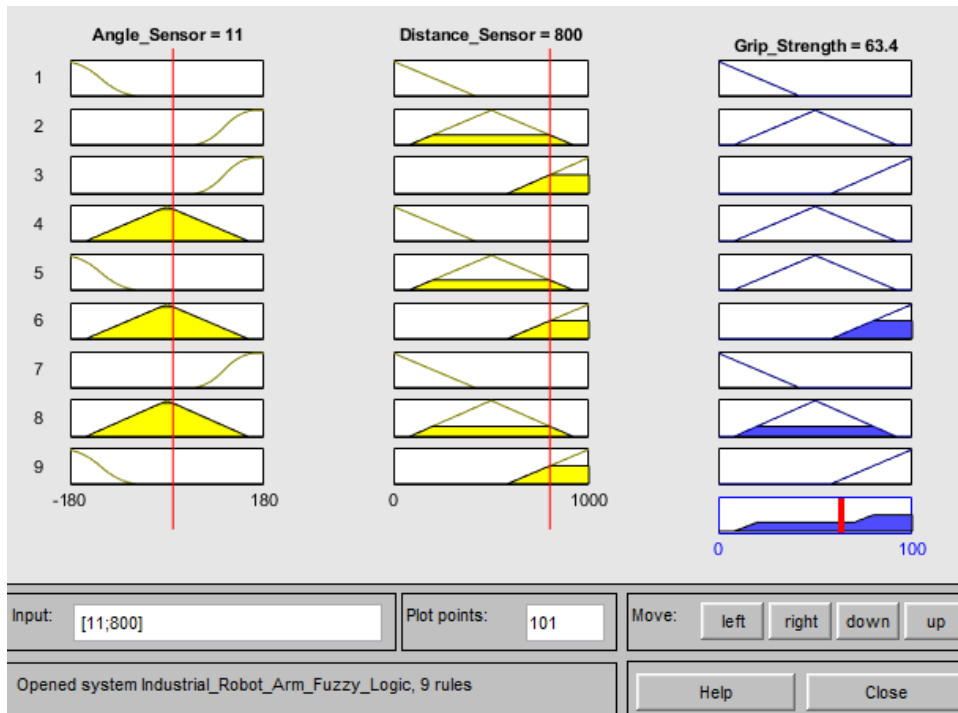 Angle_Sensor = 11
Distance_Sensor = 800
Grip_Strength = 63.4
1
2
3
4
5
6
7
8
9
-180
180
0
1000
0
100
Input:
[11;800]
Plot points:
101
Move:
left
right
down
up
Opened system Industrial_Robot_Arm_Fuzzy_Logic, 9 rules
Help
Close